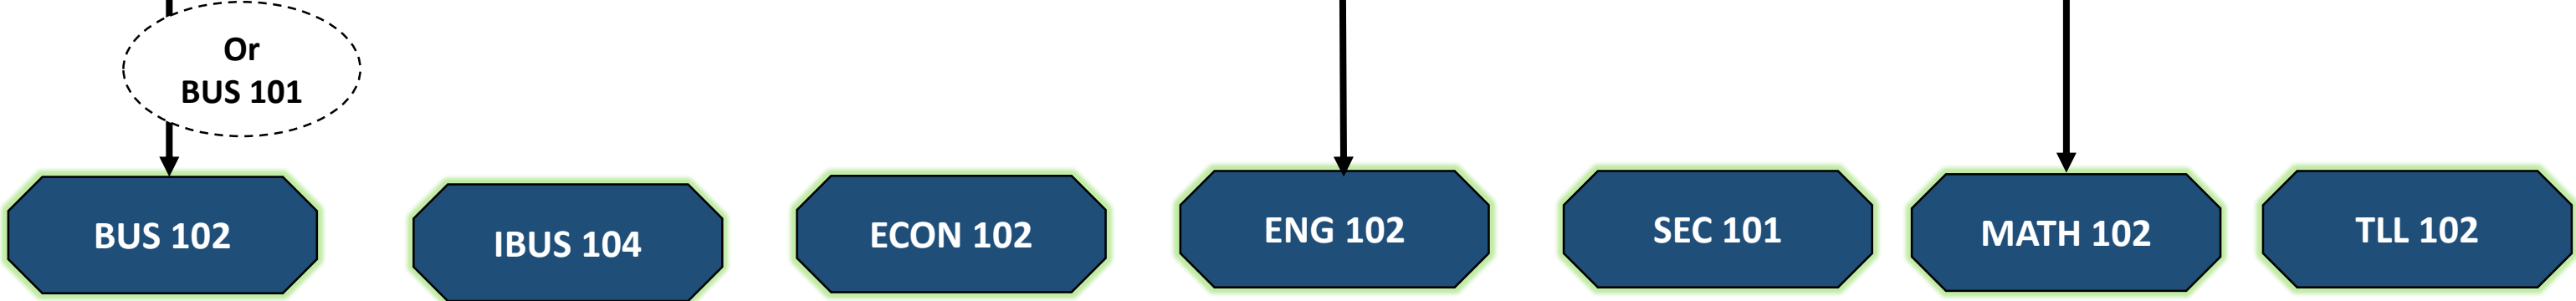 Or
BUS 101
BUS 102
IBUS 104
ECON 102
ENG 102
SEC 101
MATH 102
TLL 102